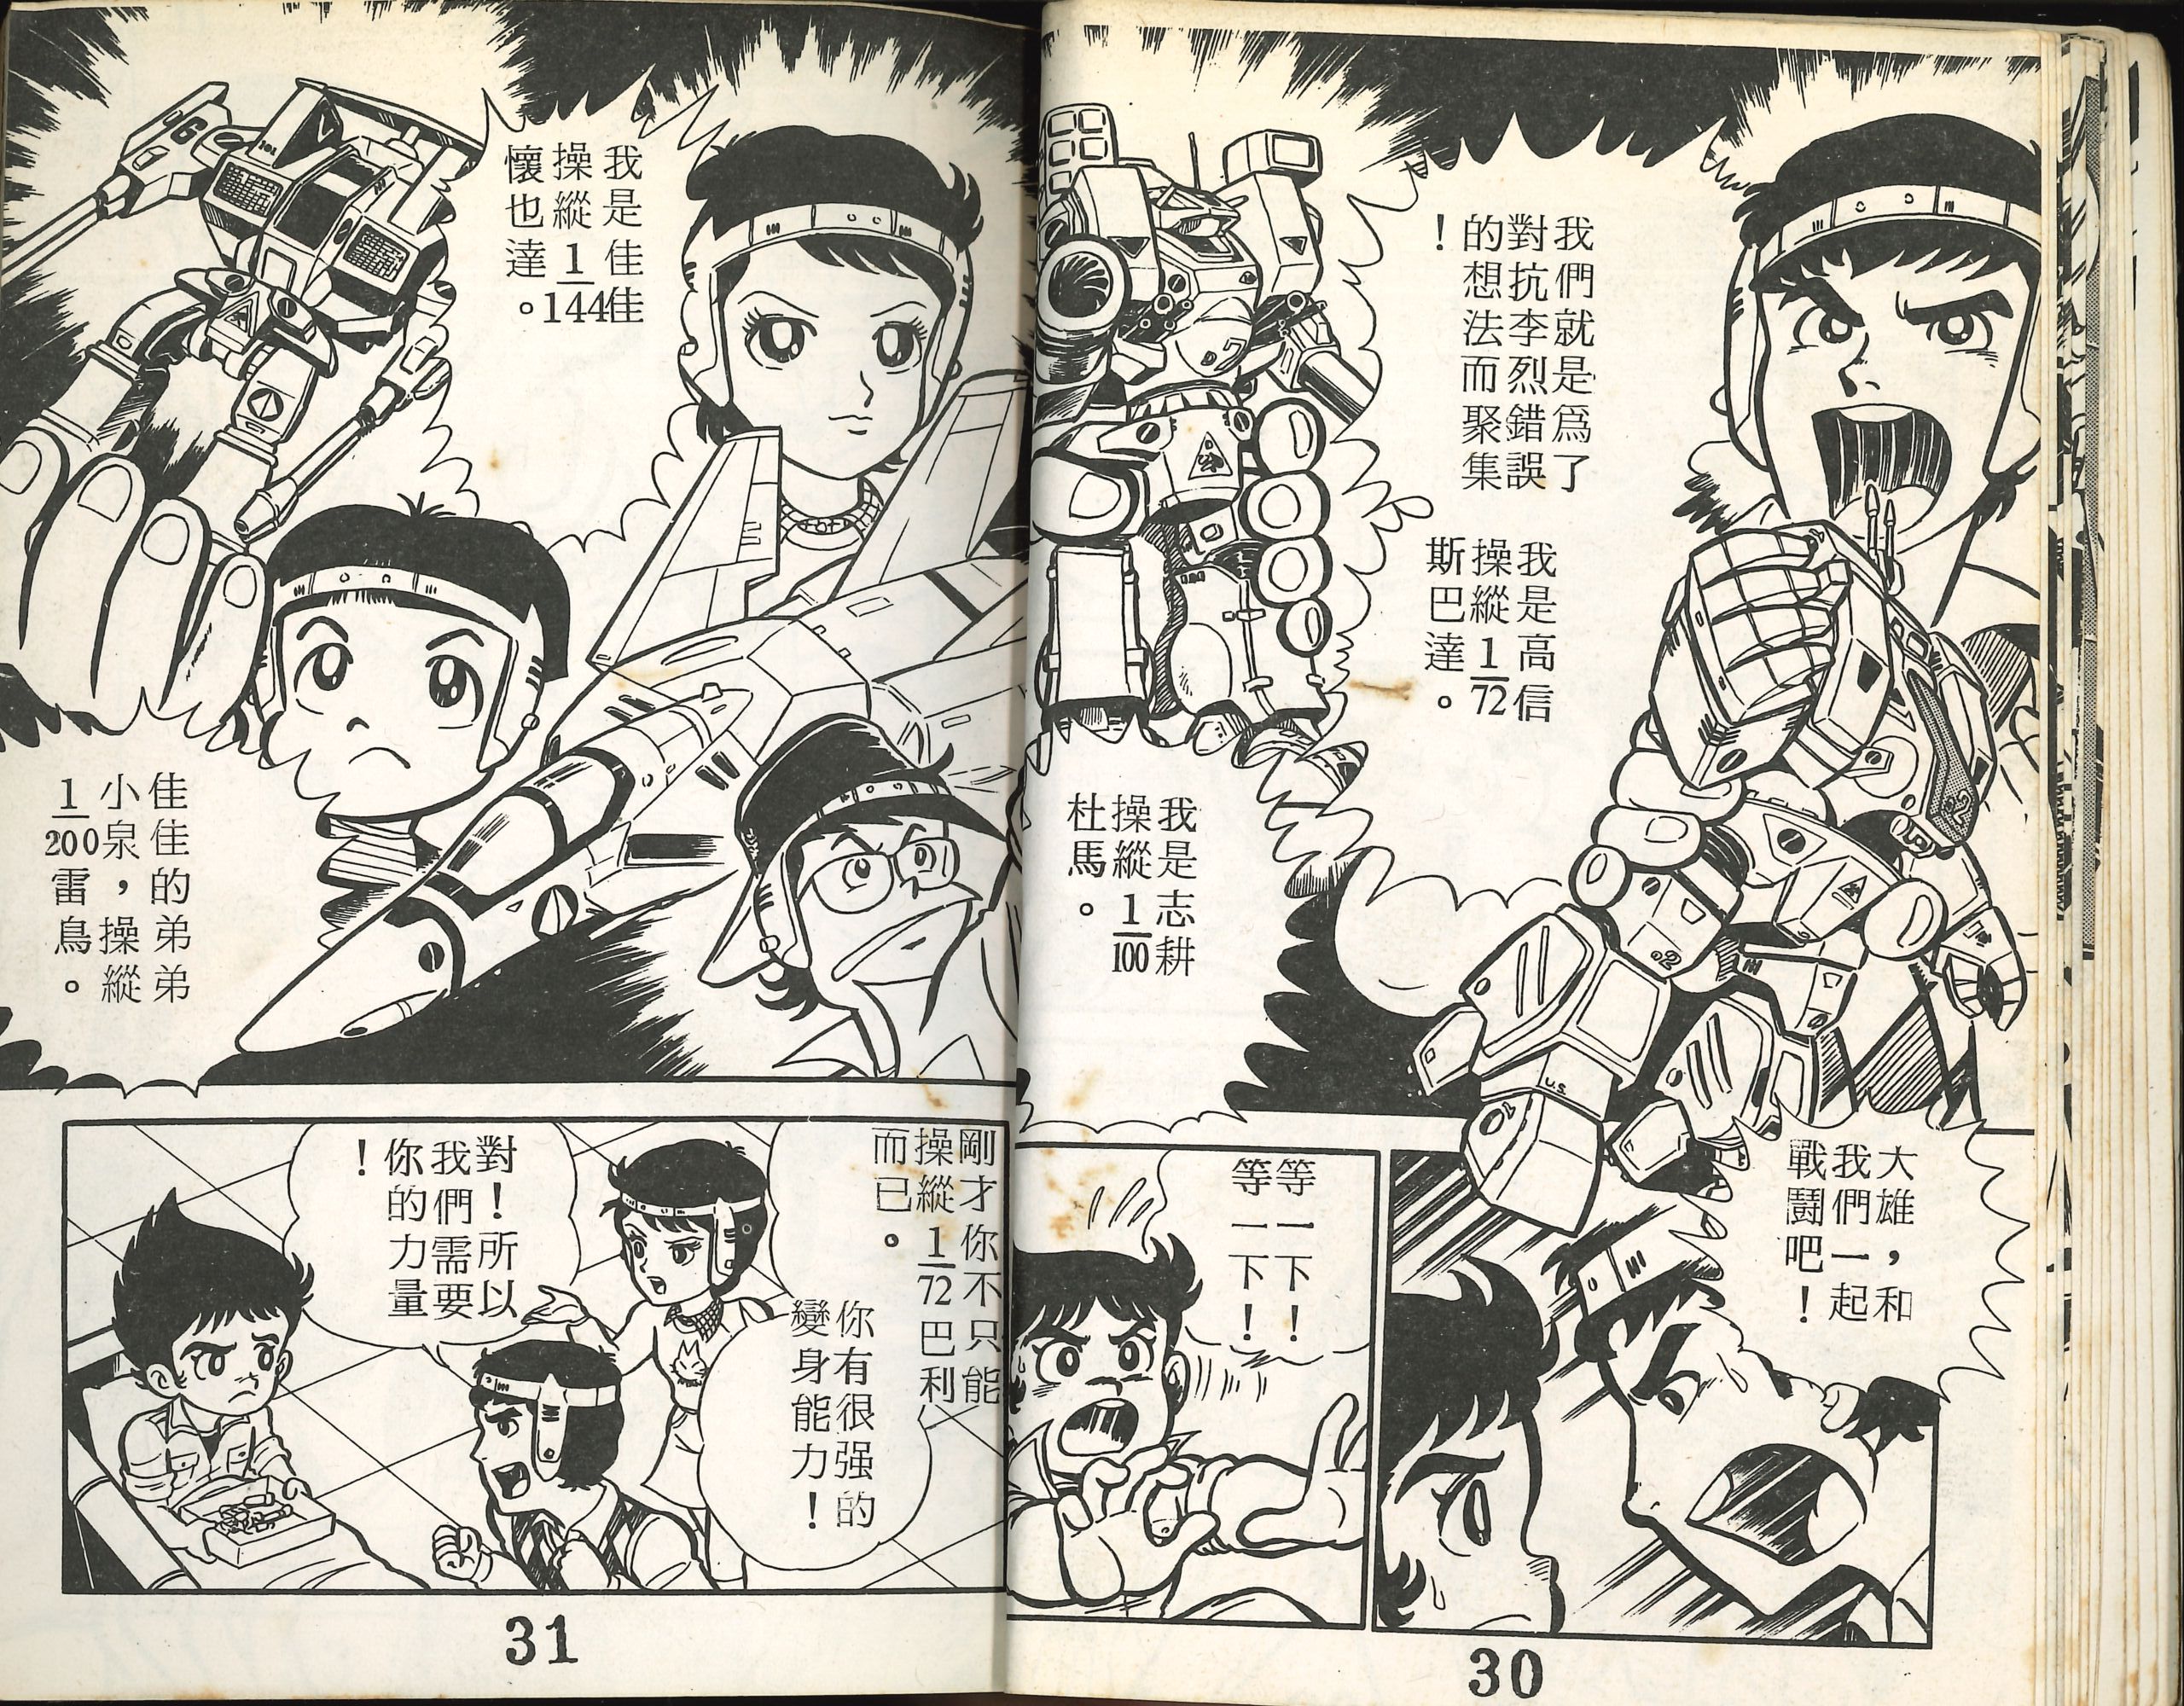 我們就是爲了
對抗李烈錯誤
的想法而聚集
！
我是高信
操縱1/72
斯巴達。
我是志耕
操縱1/100
杜馬。
大雄，和
我們一起
戰鬪吧！
等一下！
等一下！
30
我是佳佳
操縱1/144
懷也達。
佳佳的弟弟
小泉，操縱
1/200雷鳥。
剛才你不只能
操縱1/72巴利
而已。
你有很强的
變身能力！
對！所以
我們需要
你的力量
！
31
U.S.